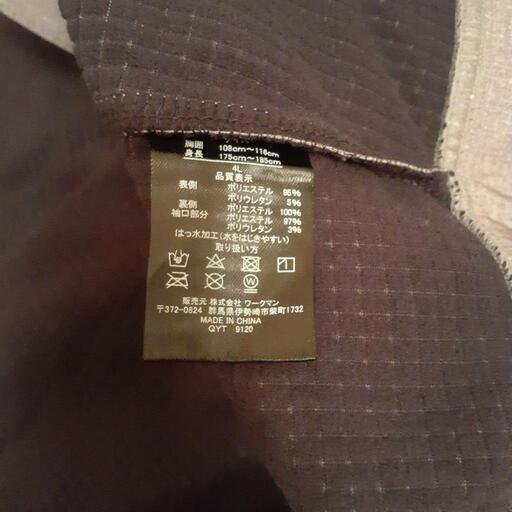 胸囲 108cm～116cm
身長 175cm～185cm
4L
品質表示
表側 ポリエステル 95%
ポリウレタン 5%
裏側 ポリエステル 100%
袖口部分 ポリエステル 97%
ポリウレタン 3%
はっ水加工(水をはじきやすい)
取り扱い方
販売元 株式会社 ワークマン
〒372-0824 群馬県伊勢崎市柴町1732
MADE IN CHINA
QYT 9120